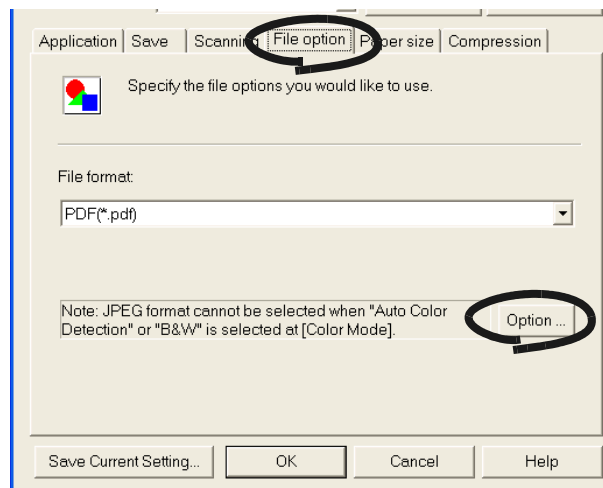 Application Save Scanning File option Paper size Compression
Specify the file options you would like to use.
File format:
PDF(*.pdf)
Note: JPEG format cannot be selected when "Auto Color
Detection" or "B&W" is selected at [Color Mode].
Option ...
Save Current Setting... OK Cancel Help